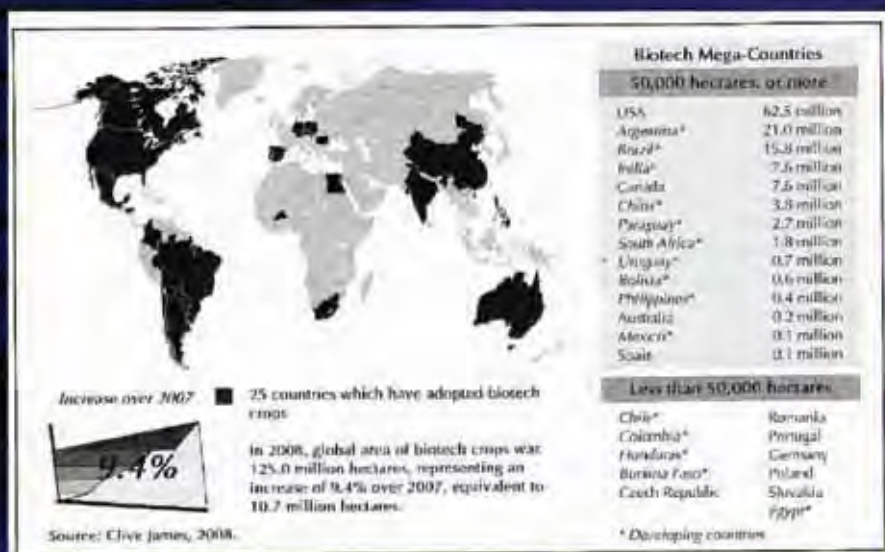 Biotech Mega-Countries
50,000 hectares, or more
USA 62.5 million
Argentina* 21.0 million
Brazil* 15.8 million
India* 7.6 million
Canada 7.6 million
China* 3.8 million
Paraguay* 2.7 million
South Africa* 1.8 million
Uruguay* 0.7 million
Bolivia* 0.6 million
Philippines* 0.4 million
Australia 0.2 million
Mexico* 0.1 million
Spain 0.1 million
Less than 50,000 hectares
Chile* Romania
Colombia* Portugal
Honduras* Germany
Burkina Faso* Poland
Czech Republic Slovakia
Egypt*
* Developing countries
Increase over 2007
9.4%
25 countries which have adopted biotech
crops
In 2008, global area of biotech crops was
125.0 million hectares, representing an
increase of 9.4% over 2007, equivalent to
10.7 million hectares.
Source: Clive James, 2008.